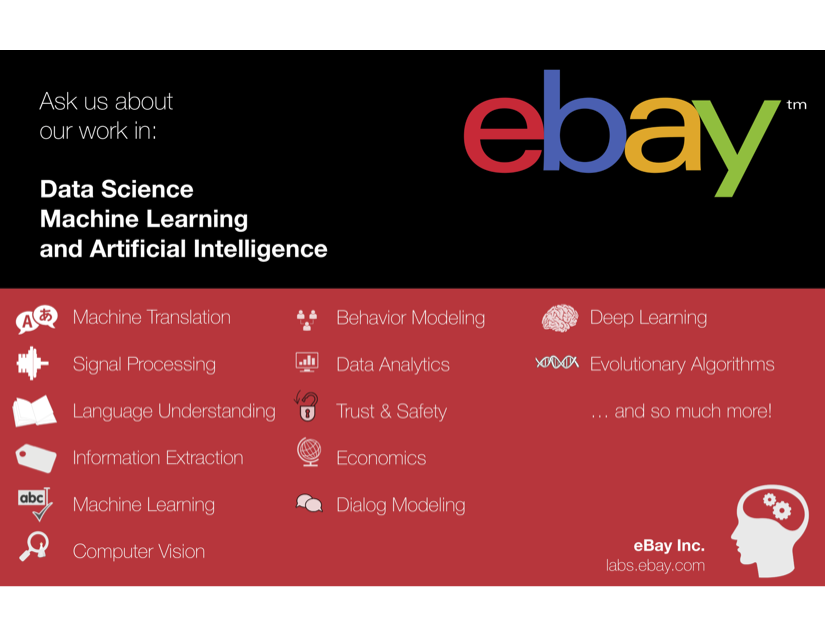 Ask us about
our work in:
Data Science
Machine Learning
and Artificial Intelligence
ebay™
A あ
Machine Translation
Signal Processing
Language Understanding
Information Extraction
abc
Machine Learning
Computer Vision
Behavior Modeling
Data Analytics
Trust & Safety
Economics
Dialog Modeling
Deep Learning
Evolutionary Algorithms
… and so much more!
eBay Inc.
labs.ebay.com